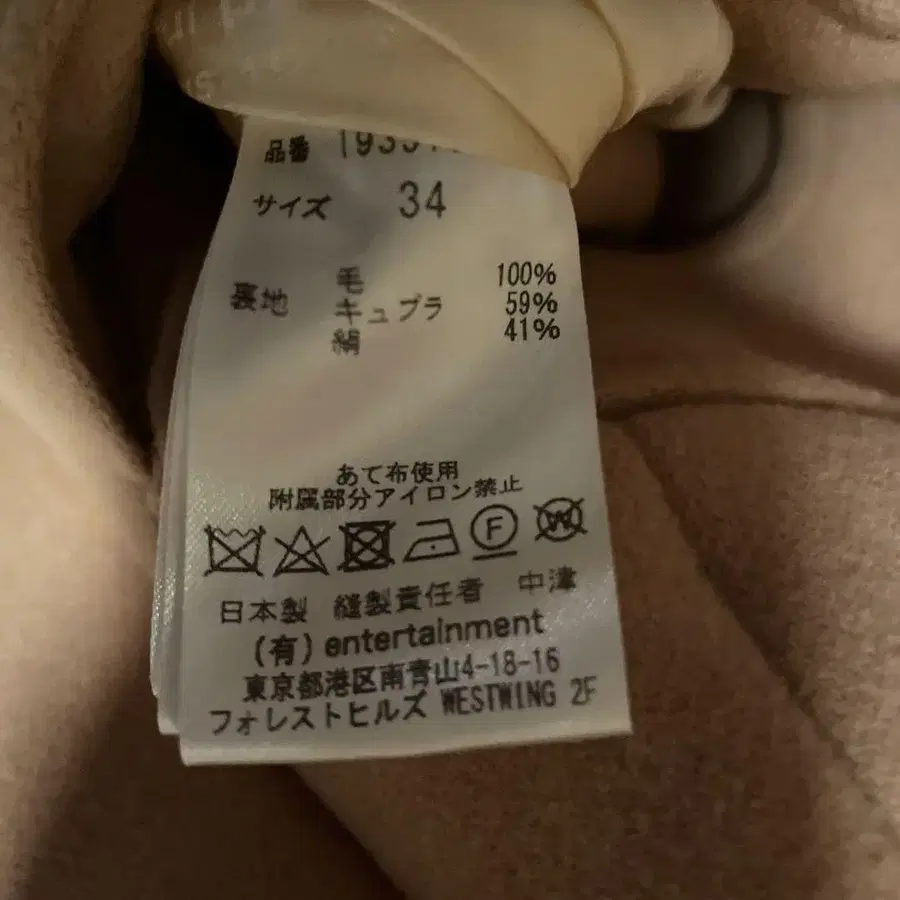 品番
サイズ 34
毛 100%
裏地 キュプラ 59%
絹 41%
あて布使用
附属部分アイロン禁止
F W
日本製 縫製責任者 中津
(有) entertainment
東京都港区南青山4-18-16
フォレストヒルズ WESTWING 2F